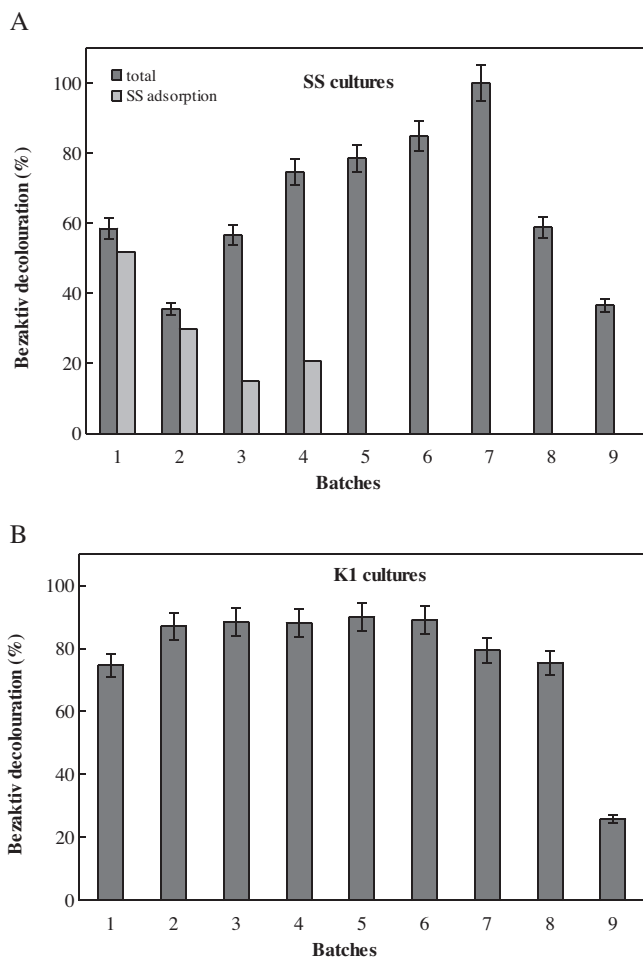 A
SS cultures
total
SS adsorption
Bezaktiv decolouration (%)
100
80
60
40
20
0
1 2 3 4 5 6 7 8 9
Batches
B
K1 cultures
Bezaktiv decolouration (%)
100
80
60
40
20
0
1 2 3 4 5 6 7 8 9
Batches